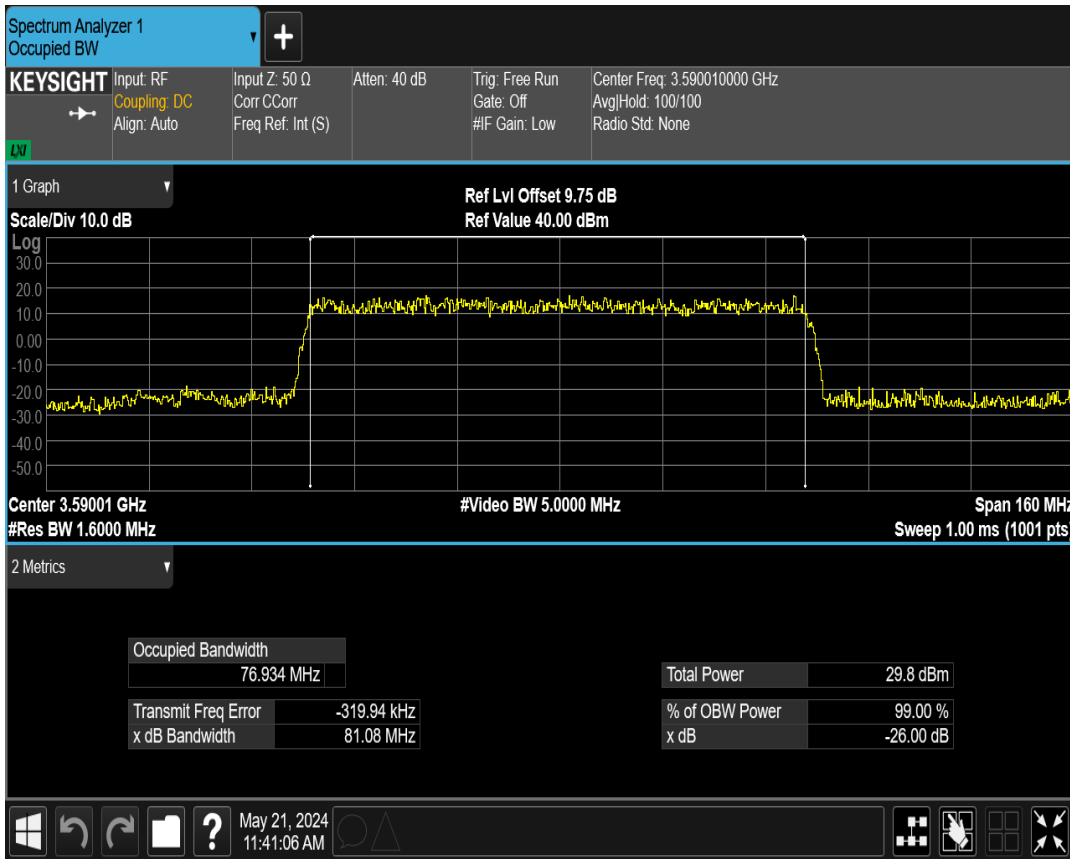 Spectrum Analyzer 1
Occupied BW
+
KEYSIGHT
LXI
Input: RF
Coupling: DC
Align: Auto
Input Z: 50 Ω
Corr CCorr
Freq Ref: Int (S)
Atten: 40 dB
Trig: Free Run
Gate: Off
#IF Gain: Low
Center Freq: 3.590010000 GHz
Avg|Hold: 100/100
Radio Std: None
1 Graph
Scale/Div 10.0 dB
Ref Lvl Offset 9.75 dB
Ref Value 40.00 dBm
Log
30.0
20.0
10.0
0.00
-10.0
-20.0
-30.0
-40.0
-50.0
Center 3.59001 GHz
#Res BW 1.6000 MHz
#Video BW 5.0000 MHz
Span 160 MHz
Sweep 1.00 ms (1001 pts)
2 Metrics
Occupied Bandwidth
76.934 MHz
Transmit Freq Error -319.94 kHz
x dB Bandwidth 81.08 MHz
Total Power 29.8 dBm
% of OBW Power 99.00 %
x dB -26.00 dB
?
May 21, 2024
11:41:06 AM